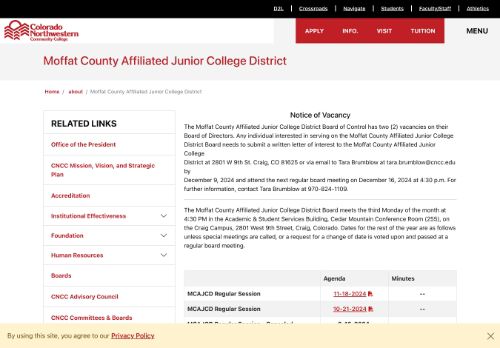 D2L | Crossroads | Navigate | Students | Faculty/Staff | Athletics
Colorado
Northwestern
Community College
APPLY INFO. VISIT TUITION MENU
Moffat County Affiliated Junior College District
Home / about / Moffat County Affiliated Junior College District
RELATED LINKS
Office of the President
CNCC Mission, Vision, and Strategic
Plan
Accreditation
Institutional Effectiveness
Foundation
Human Resources
Boards
CNCC Advisory Council
CNCC Committees & Boards
Notice of Vacancy
The Moffat County Affiliated Junior College District Board of Control has two (2) vacancies on their
Board of Directors. Any individual interested in serving on the Moffat County Affiliated Junior College
District Board needs to submit a written letter of interest to the Moffat County Affiliated Junior
College
District at 2801 W 9th St. Craig, CO 81625 or via email to Tara Brumblow at tara.brumblow@cncc.edu
by
December 9, 2024 and attend the next regular board meeting on December 16, 2024 at 4:30 p.m. For
further information, contact Tara Brumblow at 970-824-1109.
The Moffat County Affiliated Junior College District Board meets the third Monday of the month at
4:30 PM in the Academic & Student Services Building, Cedar Mountain Conference Room (255), on
the Craig Campus, 2801 West 9th Street, Craig, Colorado. Dates for the rest of the year are as follows
unless special meetings are called, or a request for a change of date is voted upon and passed at a
regular board meeting.
Agenda Minutes
MCAJCD Regular Session 11-18-2024 --
MCAJCD Regular Session 10-21-2024 --
By using this site, you agree to our Privacy Policy